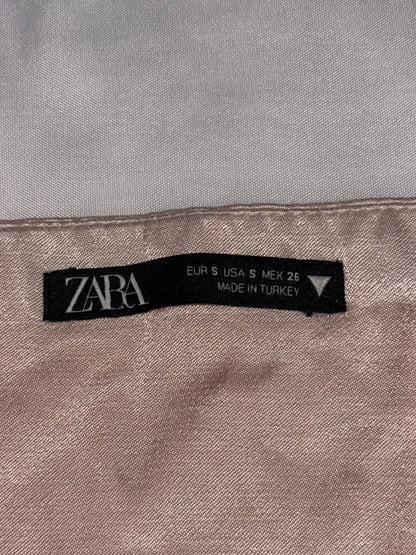 ZARA
EUR S USA S MEX 26
MADE IN TURKEY